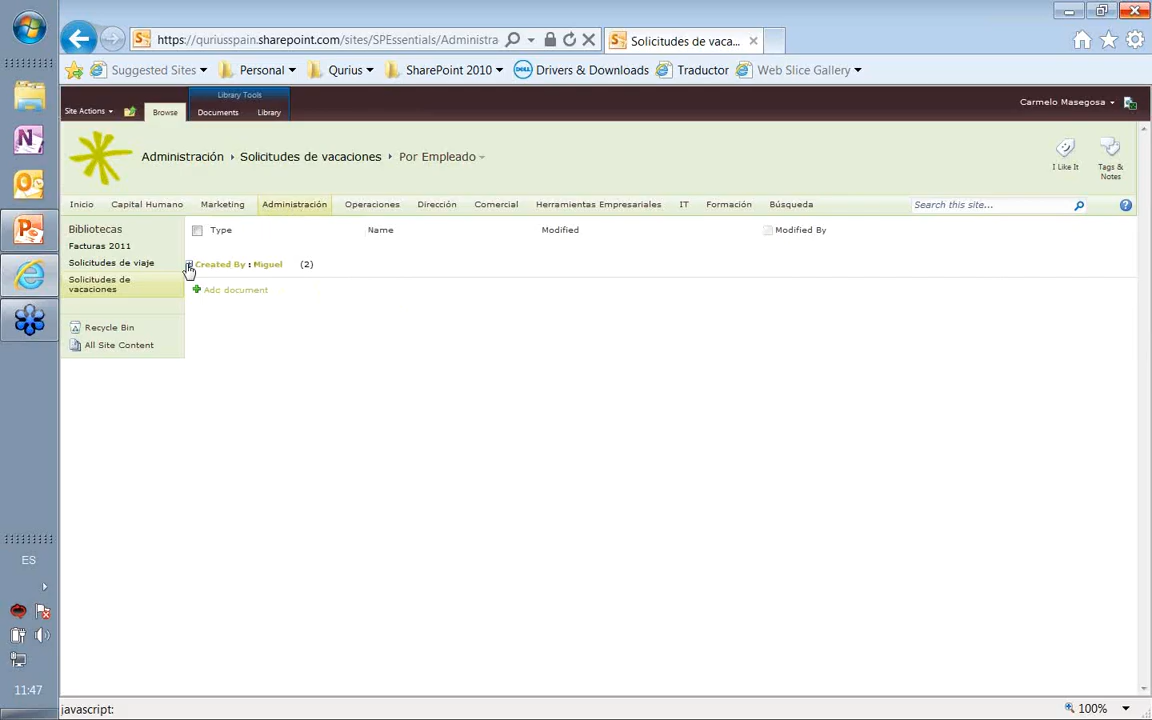 https://quriusspain.sharepoint.com/sites/SPEssentials/Administra
Solicitudes de vaca...
Suggested Sites
Personal
Qurius
SharePoint 2010
Drivers & Downloads
Traductor
Web Slice Gallery
Library Tools
Site Actions
Browse
Documents
Library
Carmelo Masegosa
Administración
Solicitudes de vacaciones
Por Empleado
I Like It
Tags & Notes
Inicio
Capital Humano
Marketing
Administración
Operaciones
Dirección
Comercial
Herramientas Empresariales
IT
Formación
Búsqueda
Search this site...
Bibliotecas
Facturas 2011
Solicitudes de viaje
Solicitudes de
vacaciones
Recycle Bin
All Site Content
Type
Name
Modified
Modified By
Created By : Miguel (2)
Add document
ES
11:47
javascript:
100%